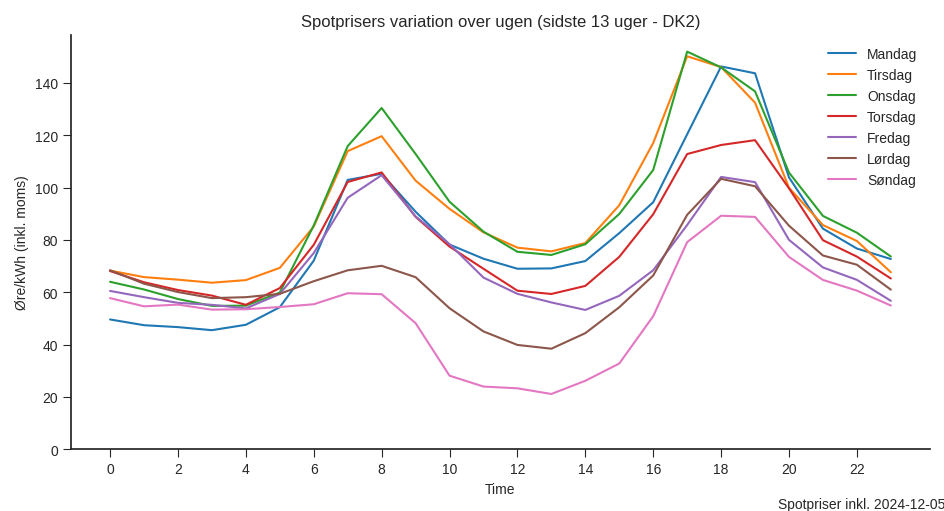 Spotprisers variation over ugen (sidste 13 uger - DK2)
Mandag
Tirsdag
Onsdag
Torsdag
Fredag
Lørdag
Søndag
Øre/kWh (inkl. moms)
140
120
100
80
60
40
20
0
0 2 4 6 8 10 12 14 16 18 20 22
Time
Spotpriser inkl. 2024-12-05